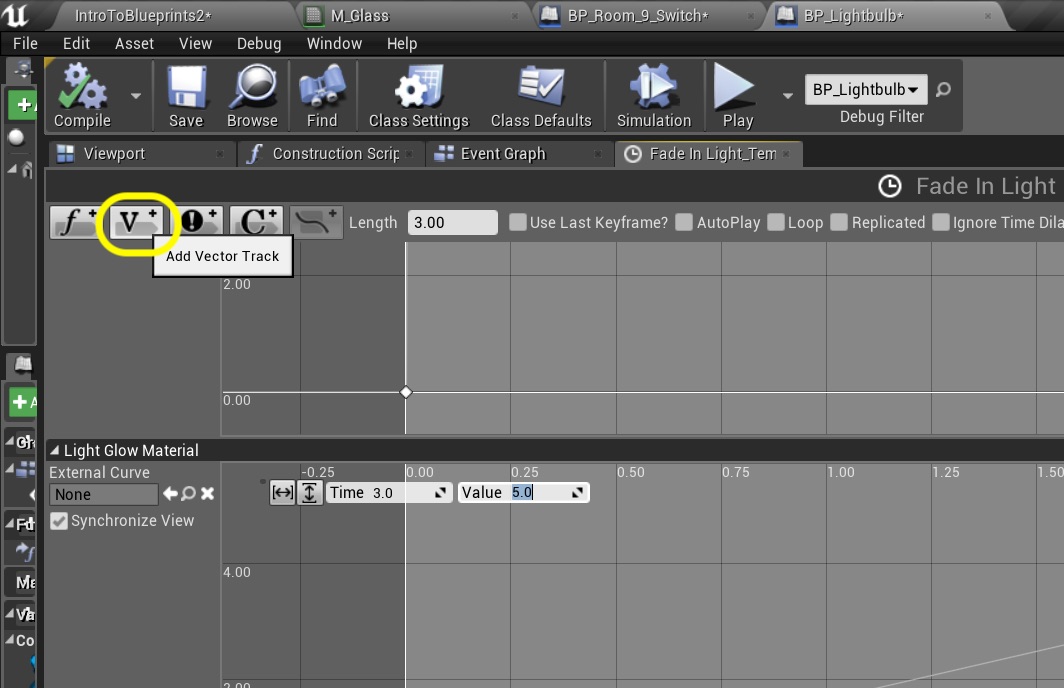 IntroToBlueprints2* M_Glass BP_Room_9_Switch* BP_Lightbulb*
File Edit Asset View Debug Window Help
Compile Save Browse Find Class Settings Class Defaults Simulation Play BP_Lightbulb Debug Filter
Viewport Construction Scrip Event Graph Fade In Light_Tem
Fade In Light
f V C Length 3.00 Use Last Keyframe? AutoPlay Loop Replicated Ignore Time Dila
Add Vector Track
2.00
0.00
Light Glow Material
External Curve -0.25 0.00 0.25 0.50 0.75 1.00 1.25 1.50
None Time 3.0 Value 5.0
Synchronize View
4.00
Co
2.00